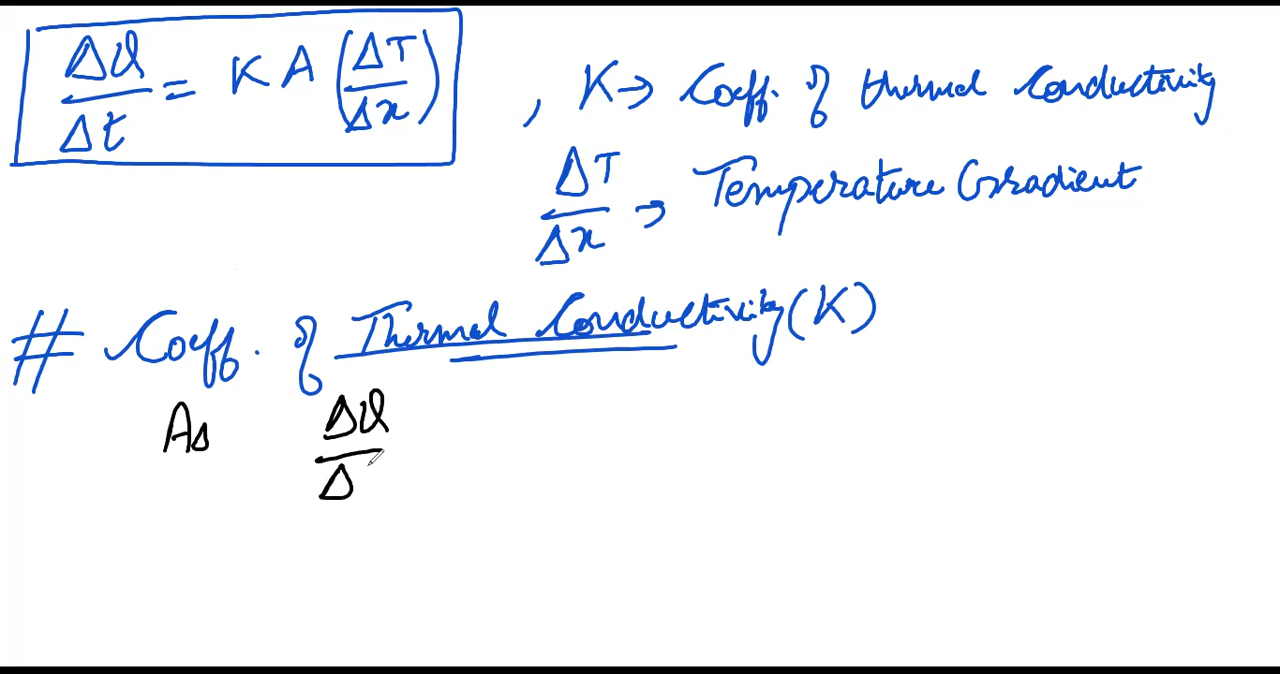 ΔQ/Δt = KA(ΔT/Δx) , K → Coeff. of thermal Conductivity
ΔT/Δx → Temperature Gradient
# Coeff. of Thermal Conductivity (K)
As ΔQ/Δ